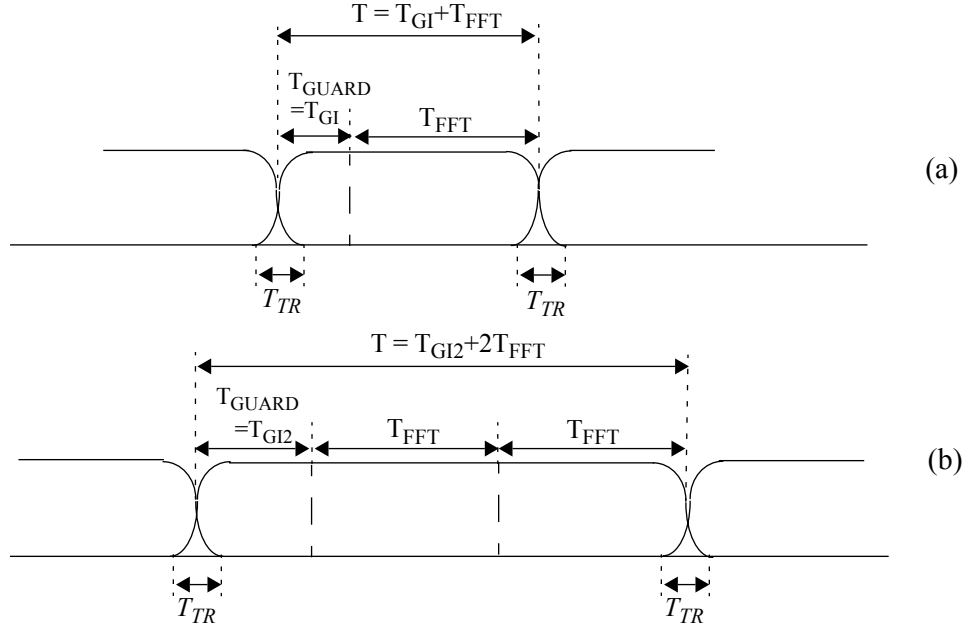 T = T_GI+T_FFT
T_GUARD
=T_GI
T_FFT
(a)
T_TR
T_TR
T = T_GI2+2T_FFT
T_GUARD
=T_GI2
T_FFT
T_FFT
(b)
T_TR
T_TR